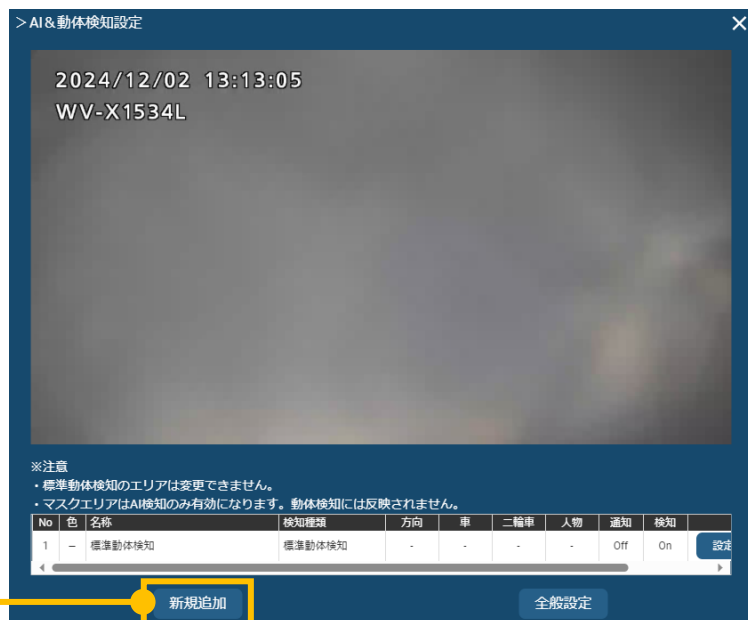 ＞AI＆動体検知設定
×
2024/12/02 13:13:05
WV-X1534L
※注意
・標準動体検知のエリアは変更できません。
・マスクエリアはAI検知のみ有効になります。動体検知には反映されません。
No 色 名称 検知種類 方向 車 二輪車 人物 通知 検知
1 – 標準動体検知 標準動体検知 - - - - Off On 設定
新規追加 全般設定